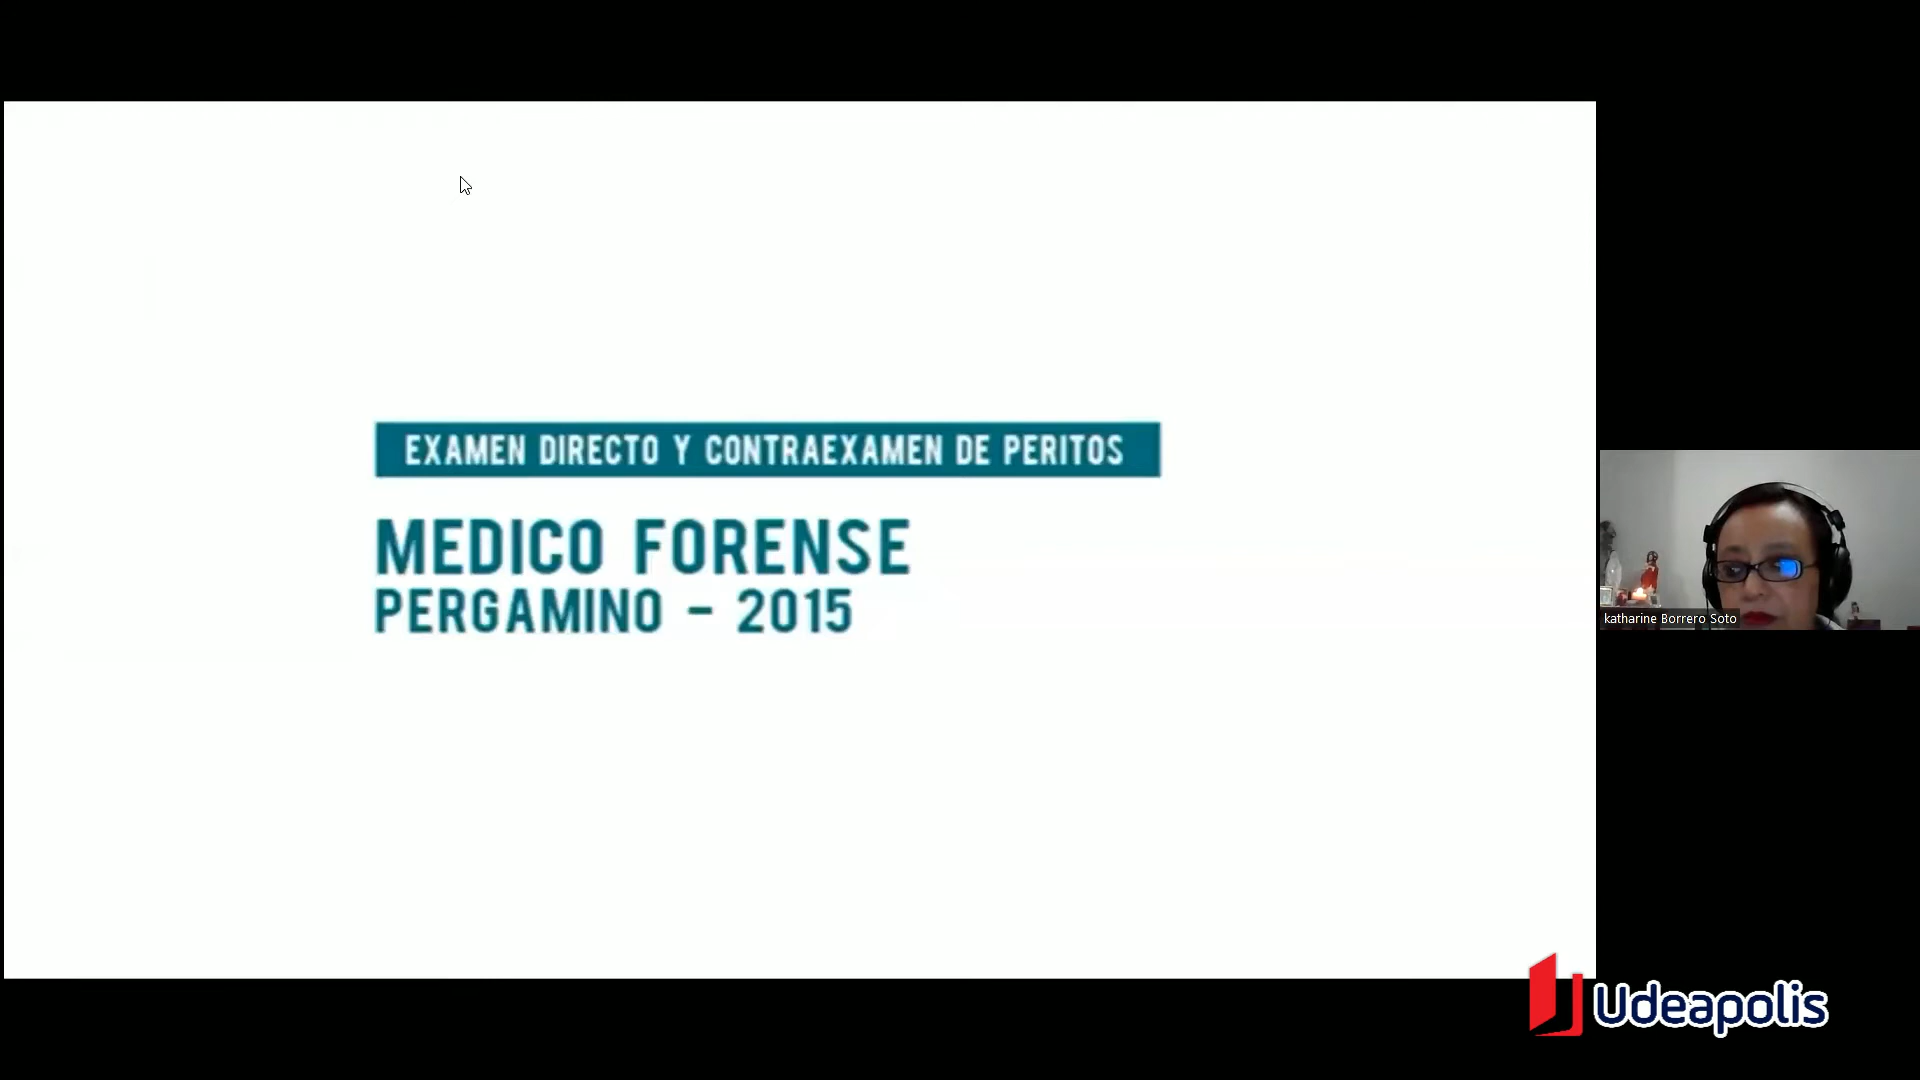 EXAMEN DIRECTO Y CONTRAEXAMEN DE PERITOS
MEDICO FORENSE
PERGAMINO - 2015
katharine Borrero Soto
Udeapolis